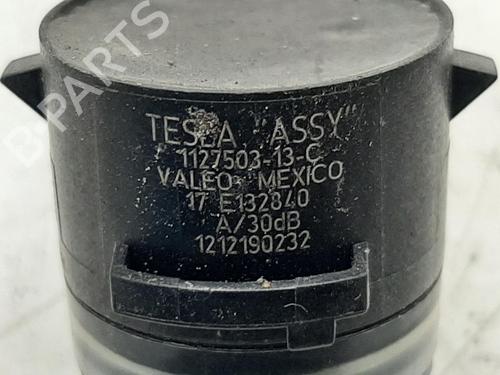 B-PARTS
TESLA "ASSY"
1127503-13-C
VALEO MEXICO
17 E132840
A/30dB
1212190232